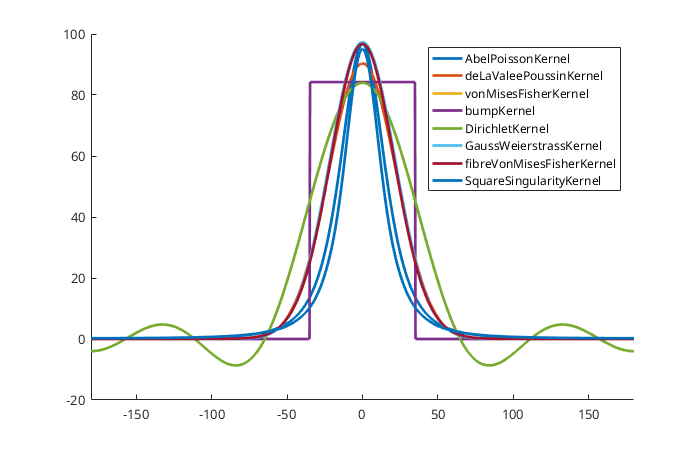 100
80
60
40
20
0
-20
-150
-100
-50
0
50
100
150
AbelPoissonKernel
deLaValeePoussinKernel
vonMisesFisherKernel
bumpKernel
DirichletKernel
GaussWeierstrassKernel
fibreVonMisesFisherKernel
SquareSingularityKernel